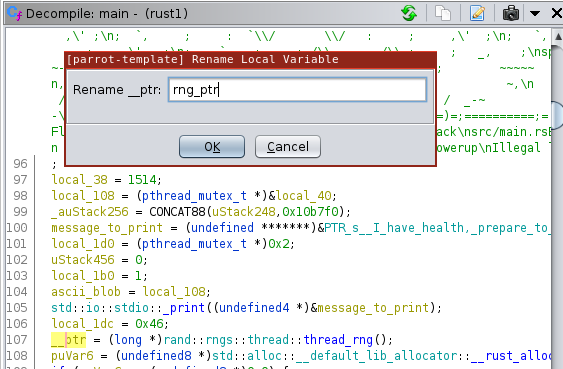 Decompile: main - (rust1)
[parrot-template] Rename Local Variable
Rename __ptr: rng_ptr
OK Cancel
ack\nsrc/main.rs
owerup\nIllegal
96 ;
97 local_38 = 1514;
98 local_108 = (pthread_mutex_t *)&local_40;
99 _auStack256 = CONCAT88(uStack248,0x10b7f0);
100 message_to_print = (undefined *******)&PTR_s__I_have_health,_prepare_to_
101 local_1d0 = (pthread_mutex_t *)0x2;
102 uStack456 = 0;
103 local_1b0 = 1;
104 ascii_blob = local_108;
105 std::io::stdio::_print((undefined4 *)&message_to_print);
106 local_1dc = 0x46;
107 __ptr = (long *)rand::rngs::thread::thread_rng();
108 puVar6 = (undefined8 *)std::alloc::__default_lib_allocator::__rust_alloc